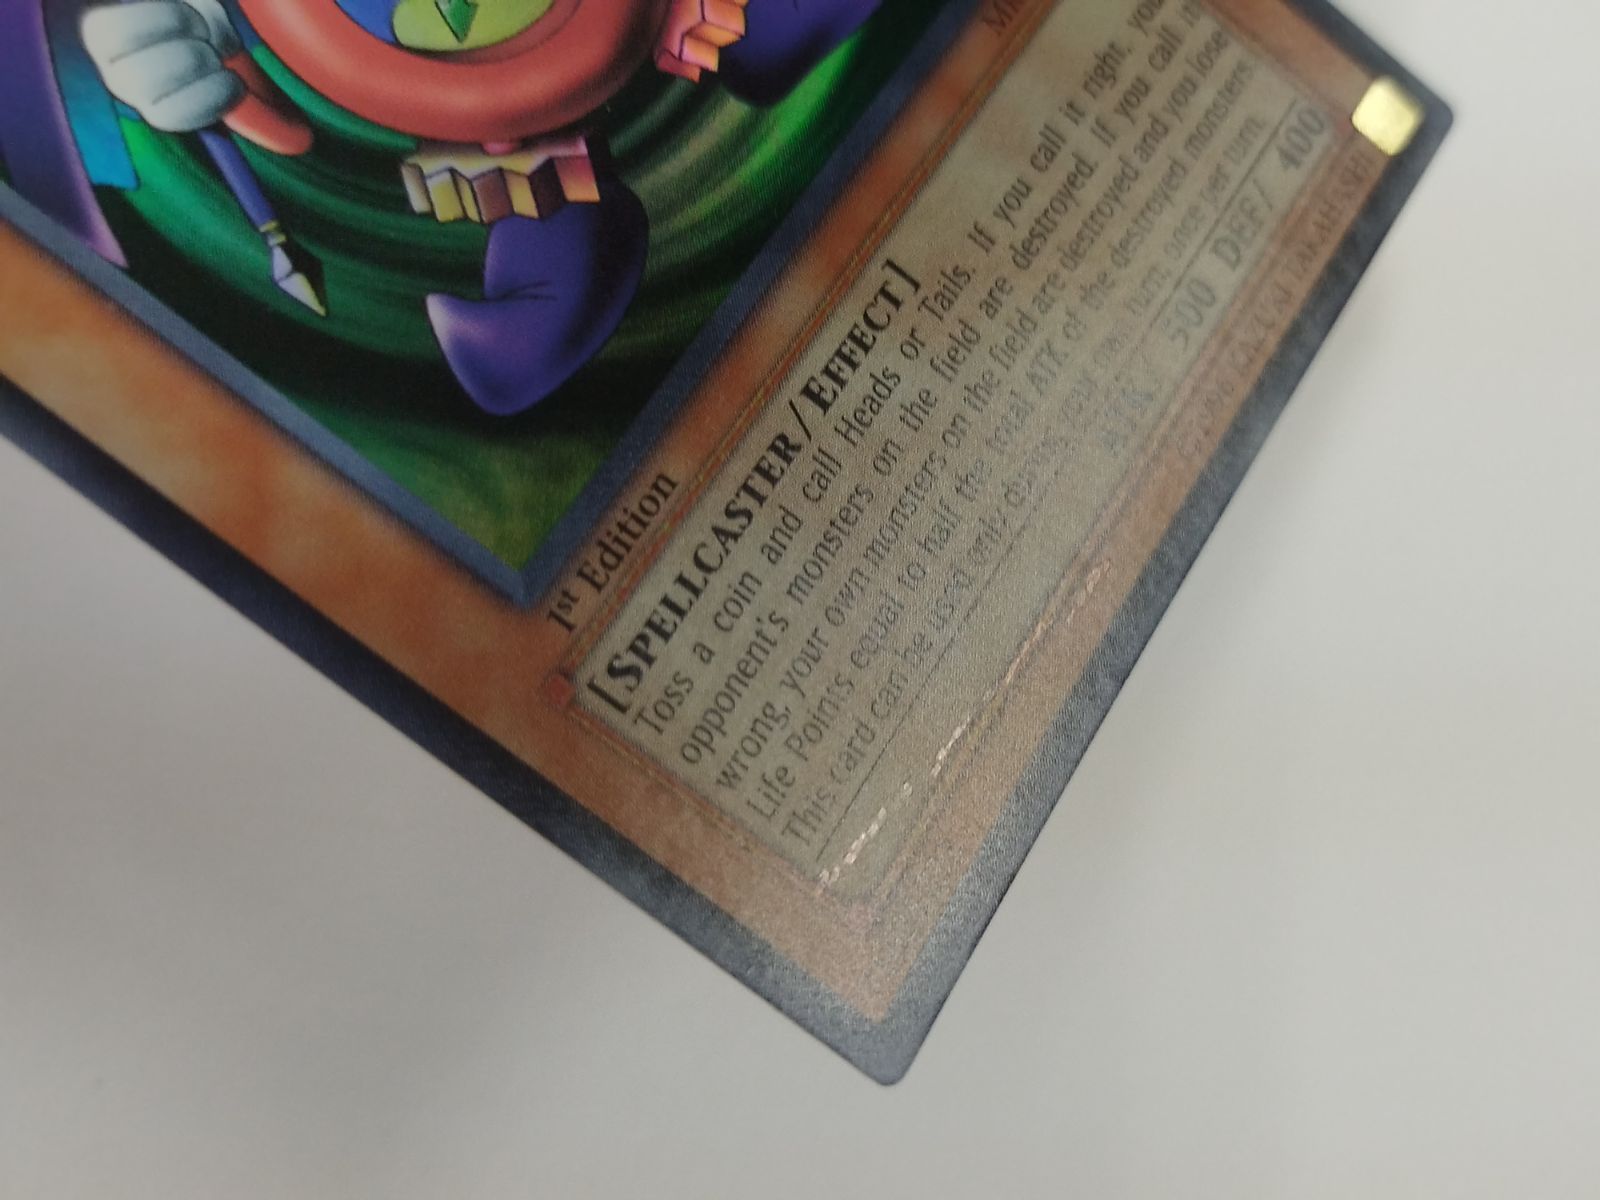 1st Edition
[SPELLCASTER/EFFECT]
Toss a coin and call Heads or Tails. If you call it right, your
opponent's monsters on the field are destroyed. If you call it
wrong, your own monsters on the field are destroyed and you lose
Life Points equal to half the total ATK of the destroyed monsters.
This card can be used only during your own turn, once per turn.
ATK/ 500 DEF/ 400
©1996 KAZUKI TAKAHASHI